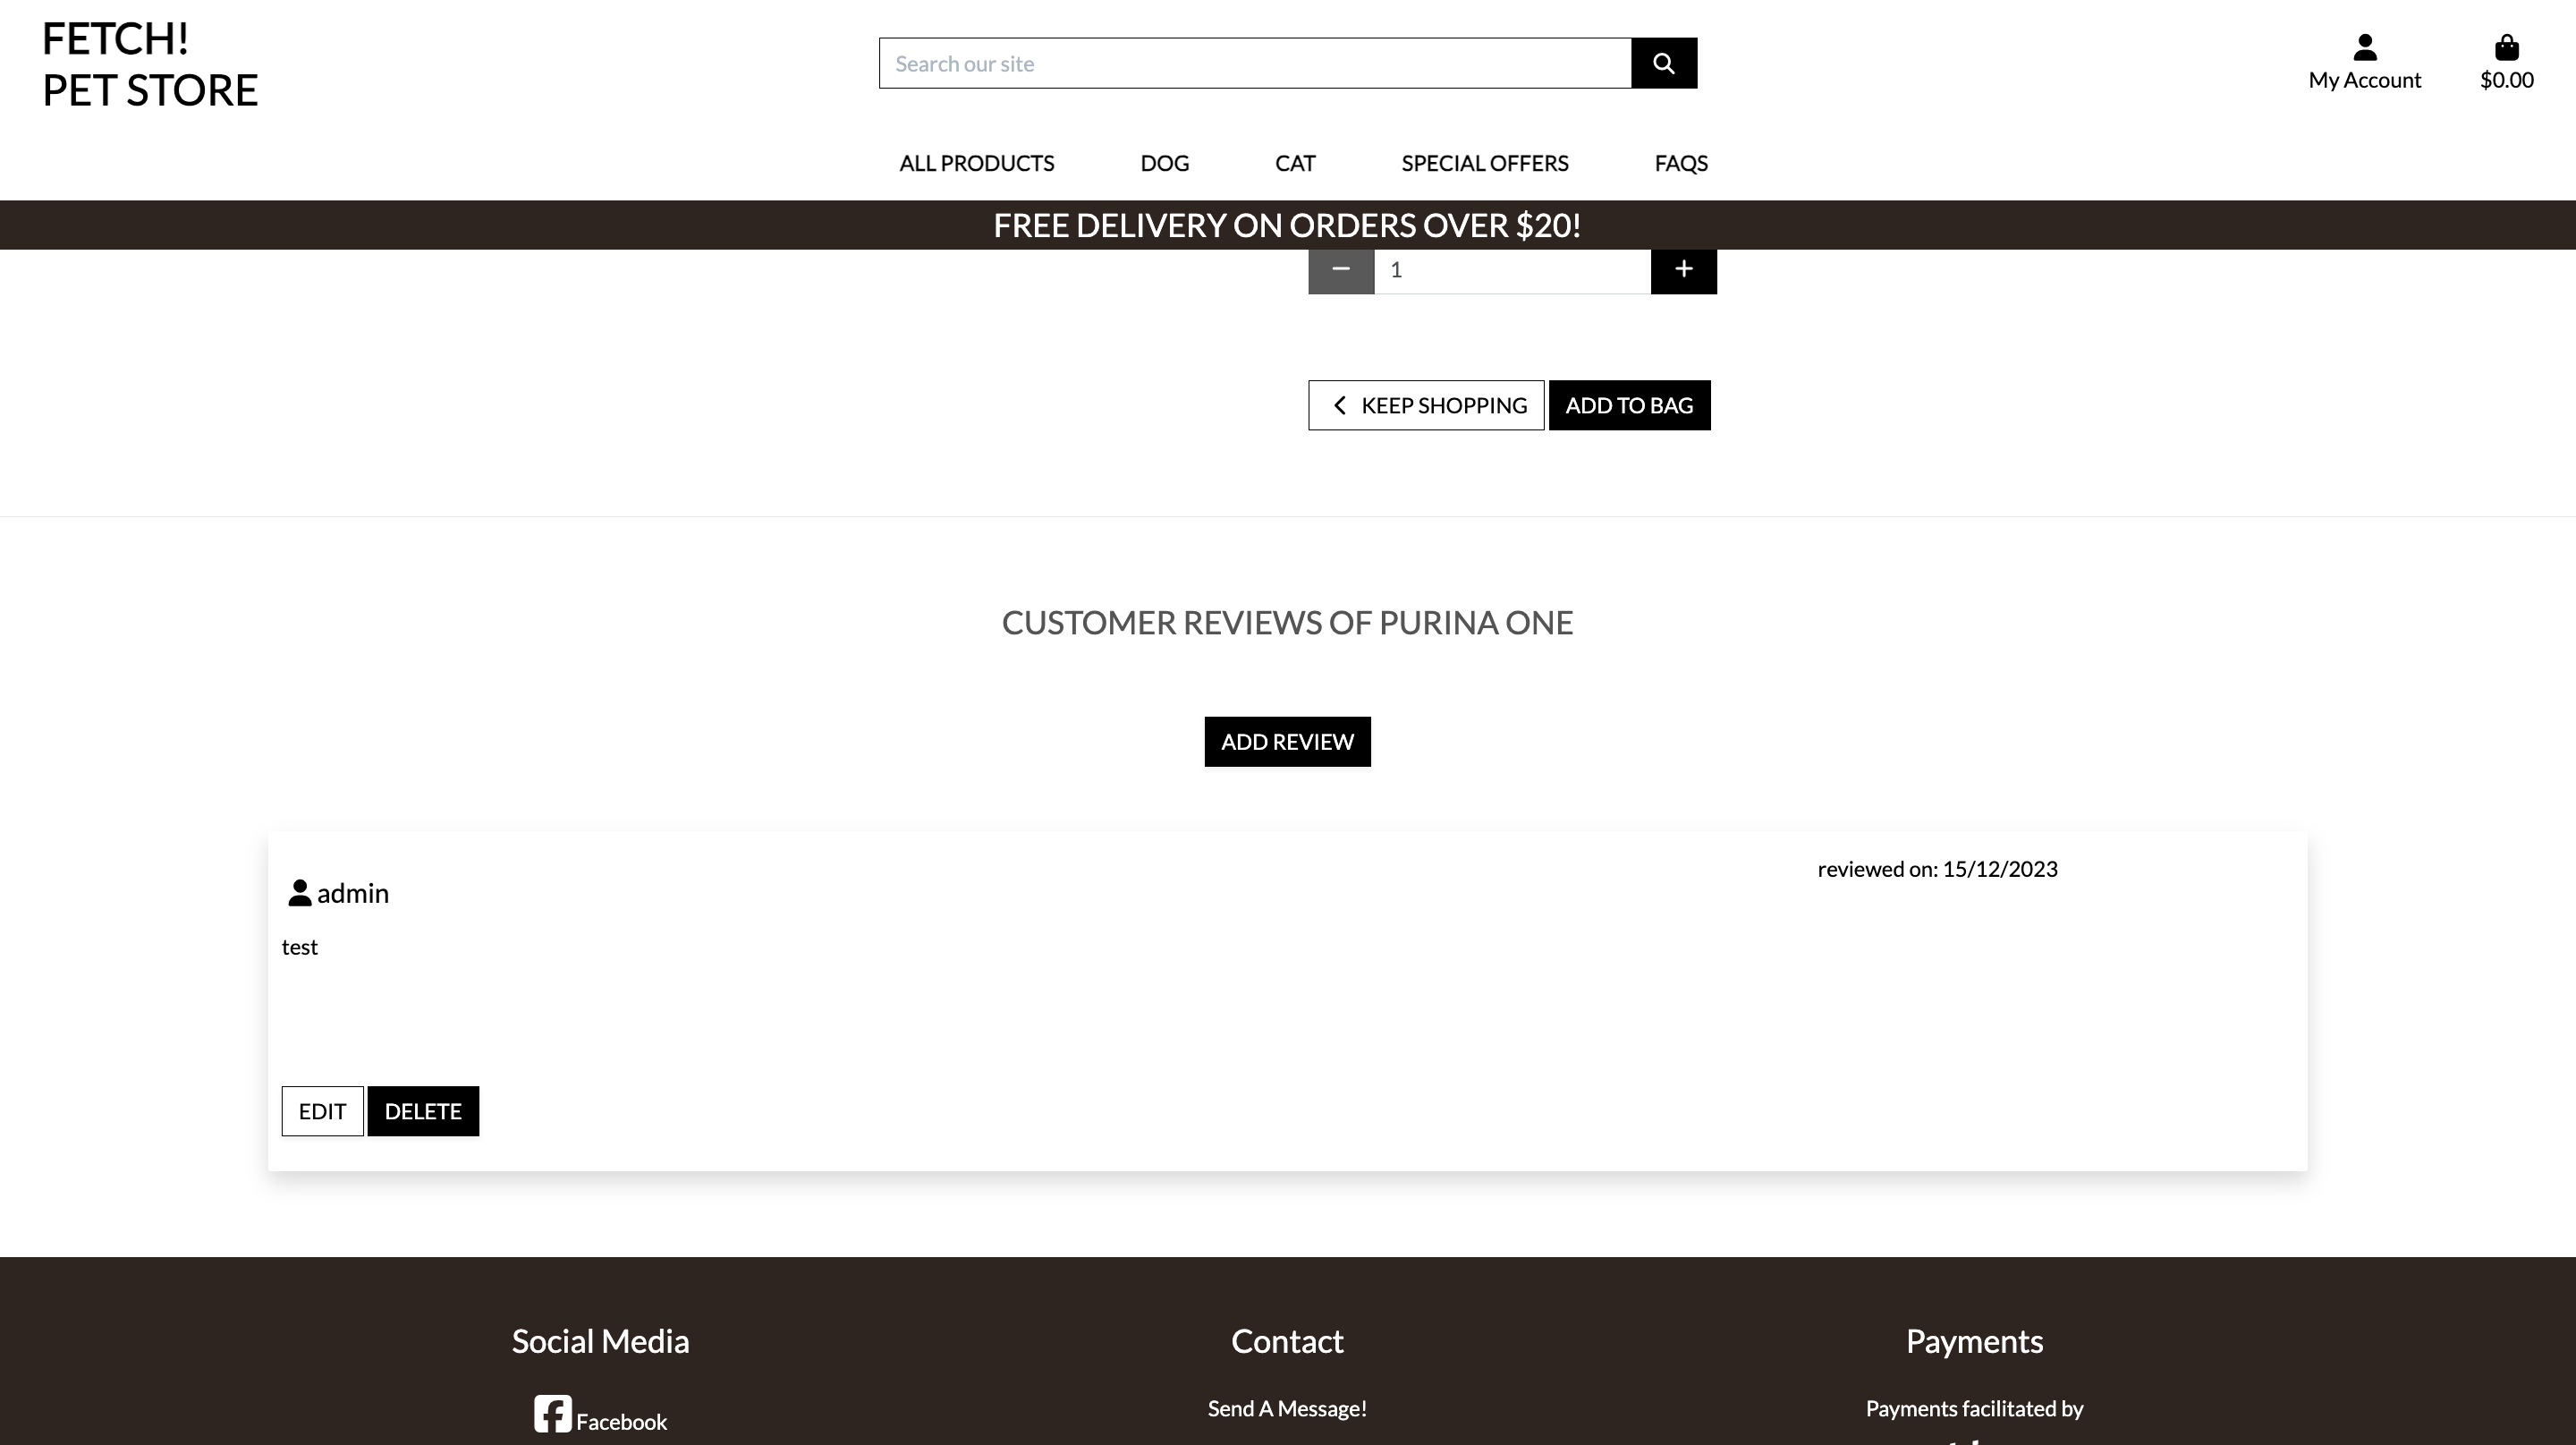 FETCH!
PET STORE
Search our site
My Account
$0.00
ALL PRODUCTS
DOG
CAT
SPECIAL OFFERS
FAQS
FREE DELIVERY ON ORDERS OVER $20!
1
KEEP SHOPPING
ADD TO BAG
CUSTOMER REVIEWS OF PURINA ONE
ADD REVIEW
reviewed on: 15/12/2023
admin
test
EDIT
DELETE
Social Media
Contact
Payments
Facebook
Send A Message!
Payments facilitated by